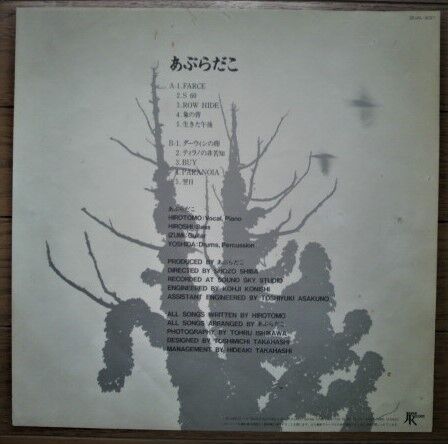 あぶらだこ
A-1. FARCE
2. S 60
3. ROW HIDE
4. 象の背
5. 生きた午後
B-1. ダーウィンの卵
2. ティラノの非苦知
3. BUY
4. PARANOIA
5. 翌日
あぶらだこ
HIROTOMO: Vocal, Piano
HIROSHI: Bass
IZUMI: Guitar
YOSHIDA: Drums, Percussion
PRODUCED BY あぶらだこ
DIRECTED BY SHOZO SHIBA
RECORDED AT SOUND SKY STUDIO
ENGINEERED BY KOHJI KONISHI
ASSISTANT ENGINEERED BY TOSHIYUKI ASAKUNO
ALL SONGS WRITTEN BY HIROTOMO
ALL SONGS ARRANGED BY あぶらだこ
PHOTOGRAPHY BY TOHRU ISHIKAWA
DESIGNED BY TOSHIMICHI TAKAHASHI
MANAGEMENT BY HIDEAKI TAKAHASHI